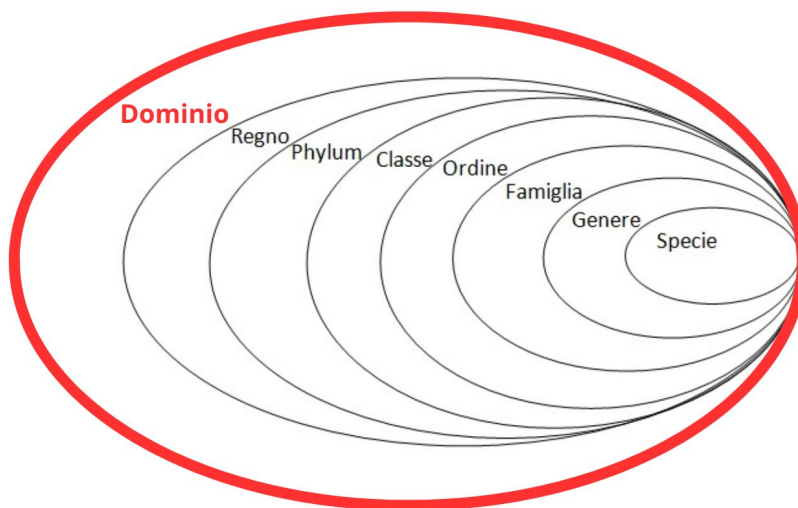 Dominio
Regno
Phylum
Classe
Ordine
Famiglia
Genere
Specie